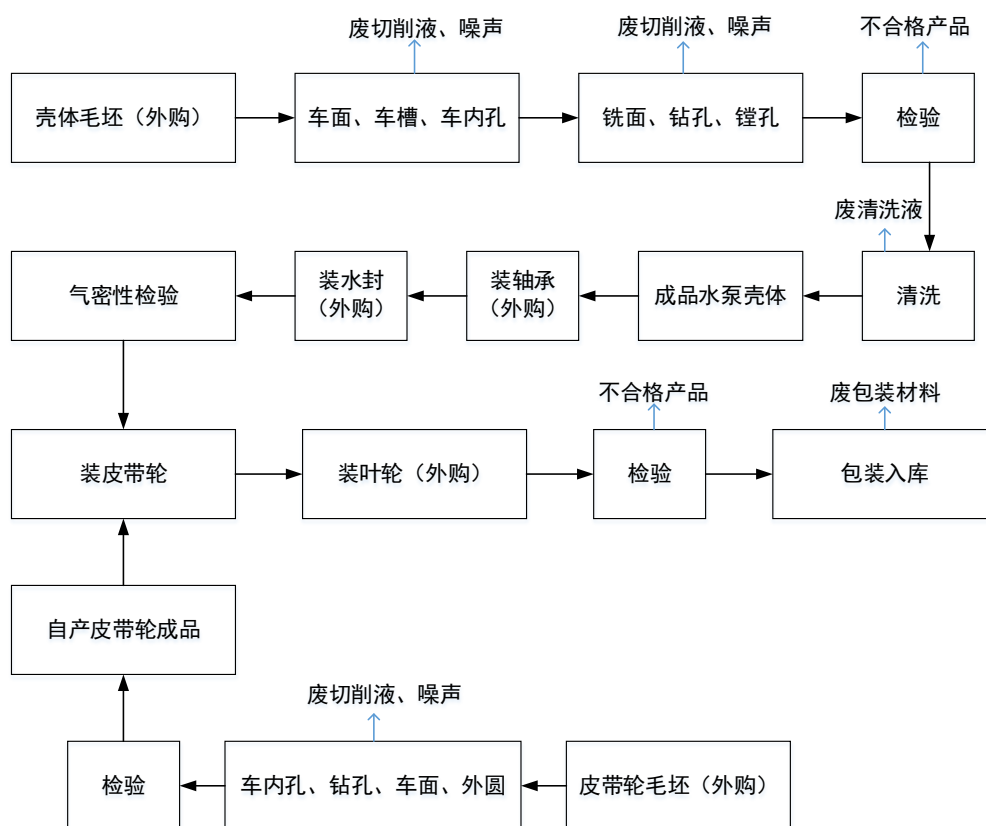 废切削液、噪声
废切削液、噪声
不合格产品
壳体毛坯（外购）
车面、车槽、车内孔
铣面、钻孔、镗孔
检验
废清洗液
气密性检验
装水封
（外购）
装轴承
（外购）
成品水泵壳体
清洗
不合格产品
废包装材料
装皮带轮
装叶轮（外购）
检验
包装入库
自产皮带轮成品
废切削液、噪声
检验
车内孔、钻孔、车面、外圆
皮带轮毛坯（外购）